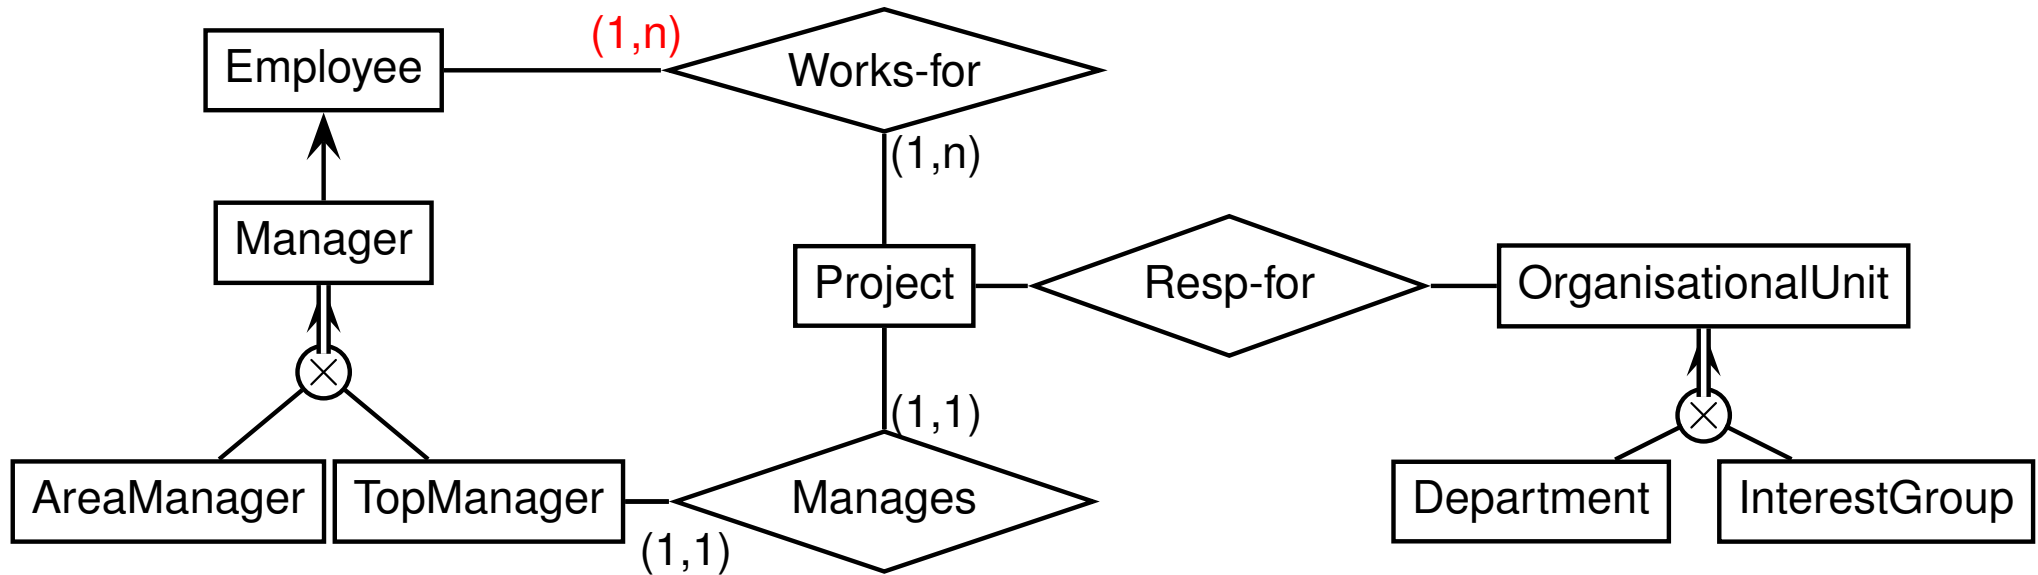 (1,n)
Employee
Works-for
(1,n)
Manager
Project
Resp-for
OrganisationalUnit
(1,1)
AreaManager
TopManager
Manages
Department
InterestGroup
(1,1)